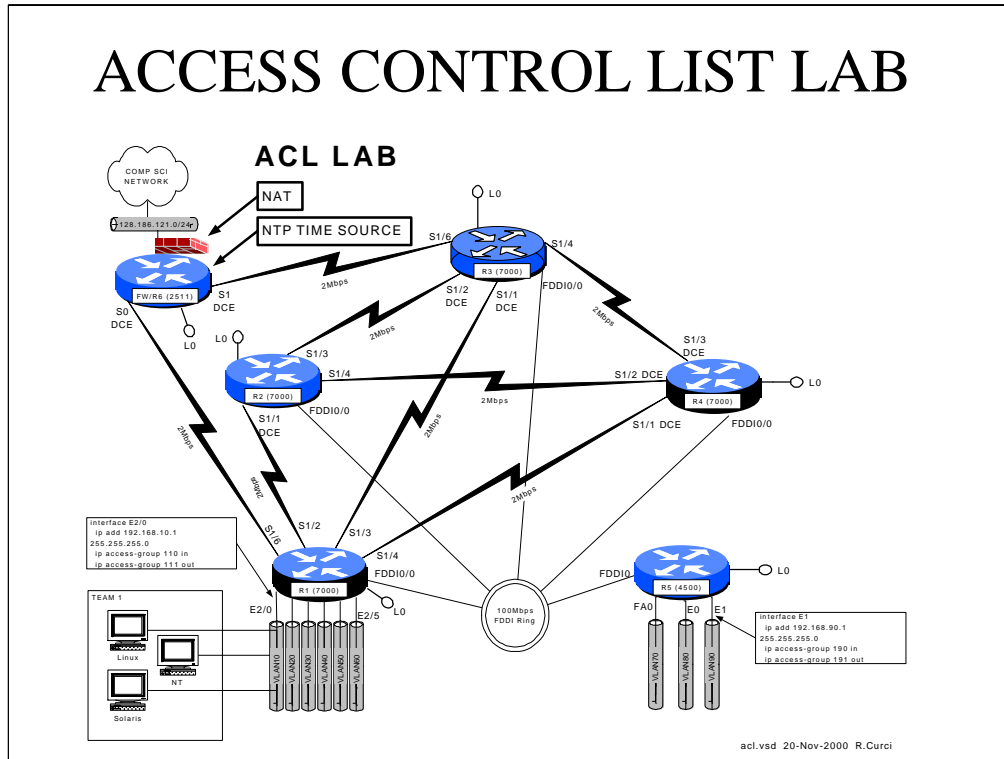 ACCESS CONTROL LIST LAB
ACL LAB
COMP SCI
NETWORK
NAT
128.186.121.0/24
NTP TIME SOURCE
FW/R6 (2511)
S0
DCE
S1
DCE
L0
2Mbps
L0
S1/6
S1/4
R3 (7000)
S1/2
DCE
S1/1
DCE
FDDI0/0
2Mbps
2Mbps
L0
S1/3
S1/4
R2 (7000)
FDDI0/0
S1/1
DCE
S1/3
DCE
S1/2 DCE
R4 (7000)
L0
2Mbps
S1/1 DCE
FDDI0/0
2Mbps
2Mbps
2Mbps
2Mbps
interface E2/0
ip add 192.168.10.1
255.255.255.0
ip access-group 110 in
ip access-group 111 out
S1/6
S1/2
S1/3
S1/4
FDDI0/0
R1 (7000)
L0
E2/0
E2/5
100Mbps
FDDI Ring
FDDI0
R5 (4500)
L0
FA0
E0
E1
interface E1
ip add 192.168.90.1
255.255.255.0
ip access-group 190 in
ip access-group 191 out
TEAM 1
Linux
NT
Solaris
VLAN10
VLAN20
VLAN30
VLAN40
VLAN50
VLAN60
VLAN70
VLAN80
VLAN90
acl.vsd 20-Nov-2000 R.Curci